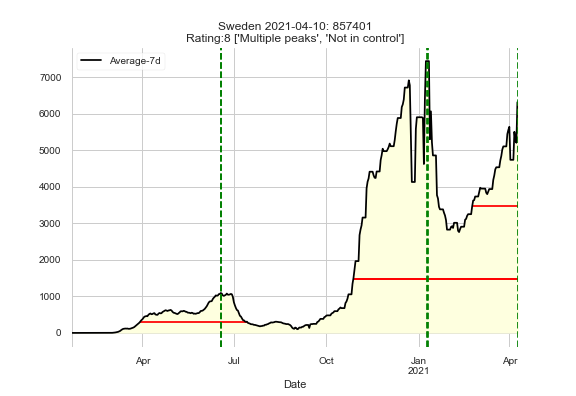 Sweden 2021-04-10: 857401
Rating:8 ['Multiple peaks', 'Not in control']
Average-7d
7000
6000
5000
4000
3000
2000
1000
0
Apr
Jul
Oct
Jan
2021
Apr
Date